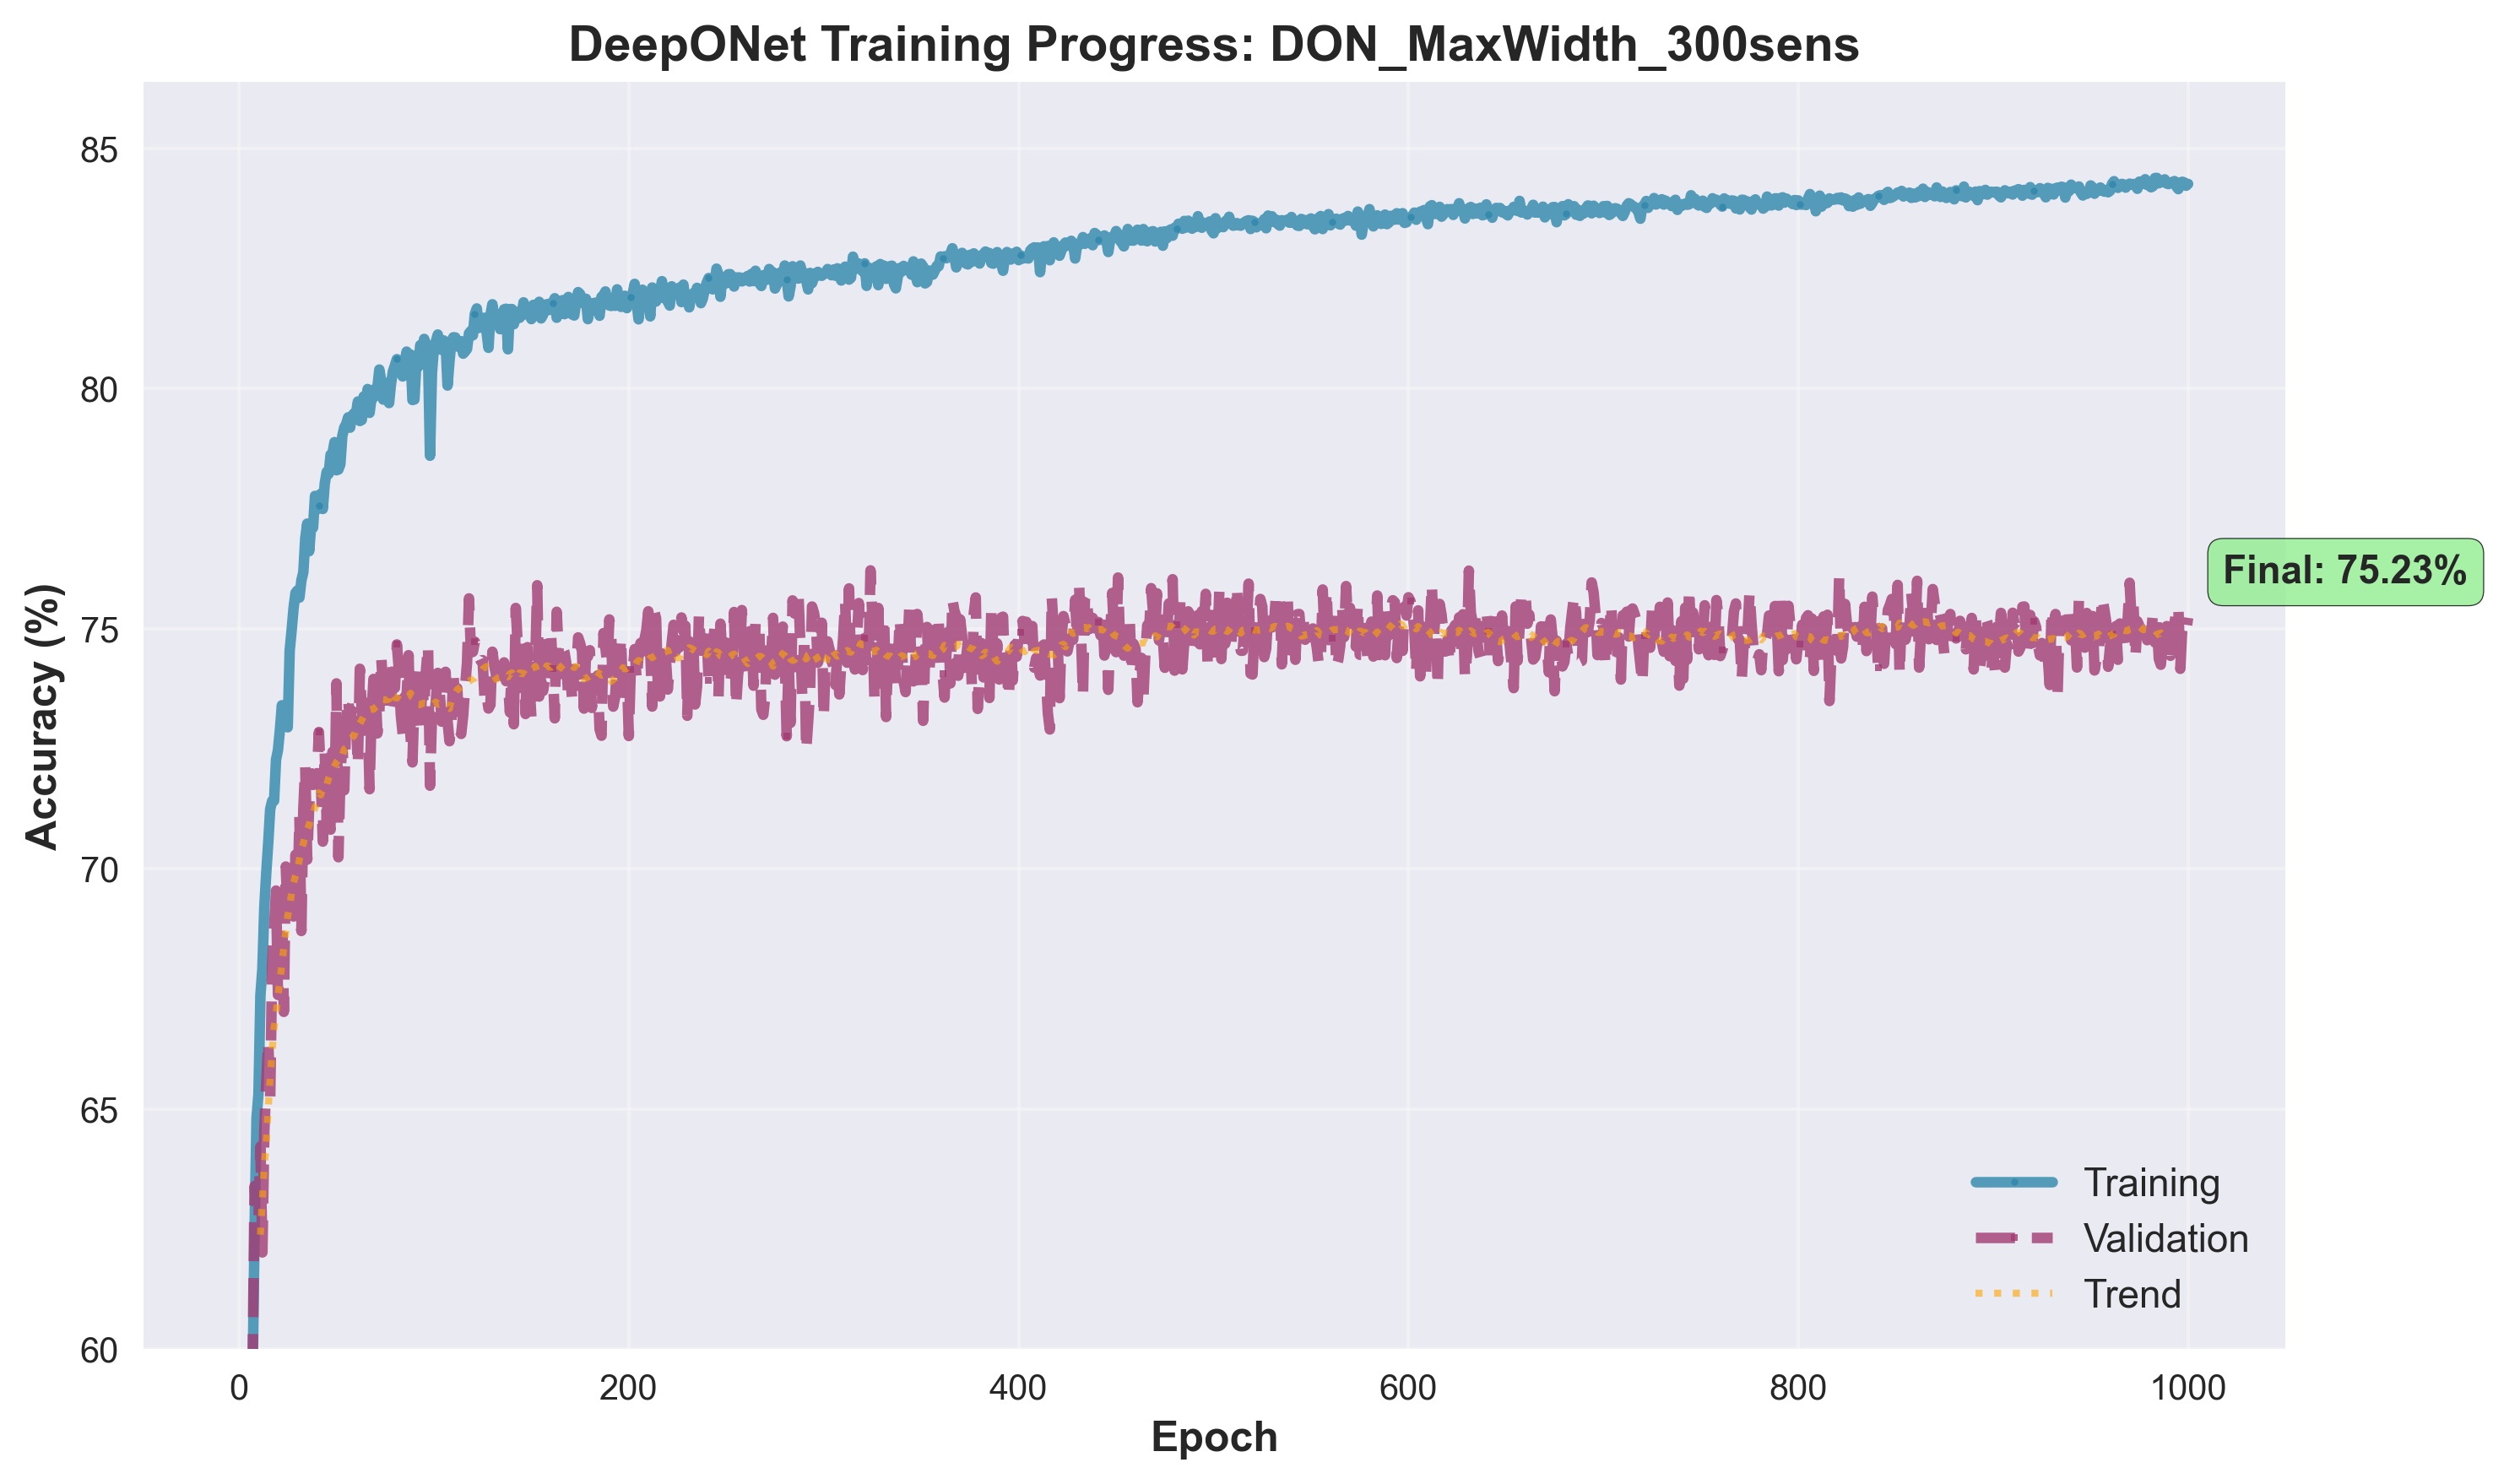 DeepONet Training Progress: DON_MaxWidth_300sens
Accuracy (%)
85
80
75
70
65
60
Final: 75.23%
Training
Validation
Trend
0 200 400 600 800 1000
Epoch